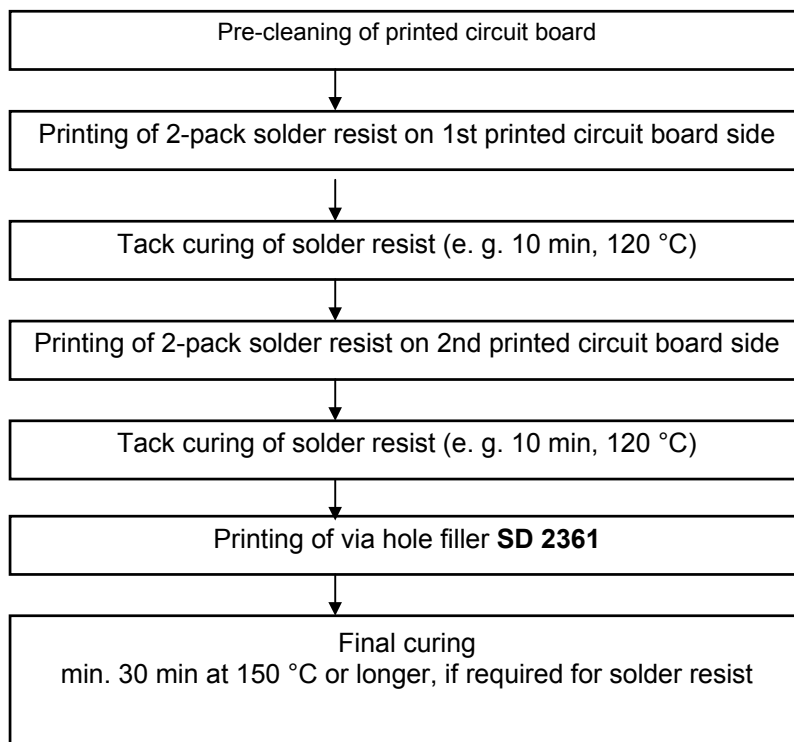 Pre-cleaning of printed circuit board
Printing of 2-pack solder resist on 1st printed circuit board side
Tack curing of solder resist (e. g. 10 min, 120 °C)
Printing of 2-pack solder resist on 2nd printed circuit board side
Tack curing of solder resist (e. g. 10 min, 120 °C)
Printing of via hole filler SD 2361
Final curing
min. 30 min at 150 °C or longer, if required for solder resist